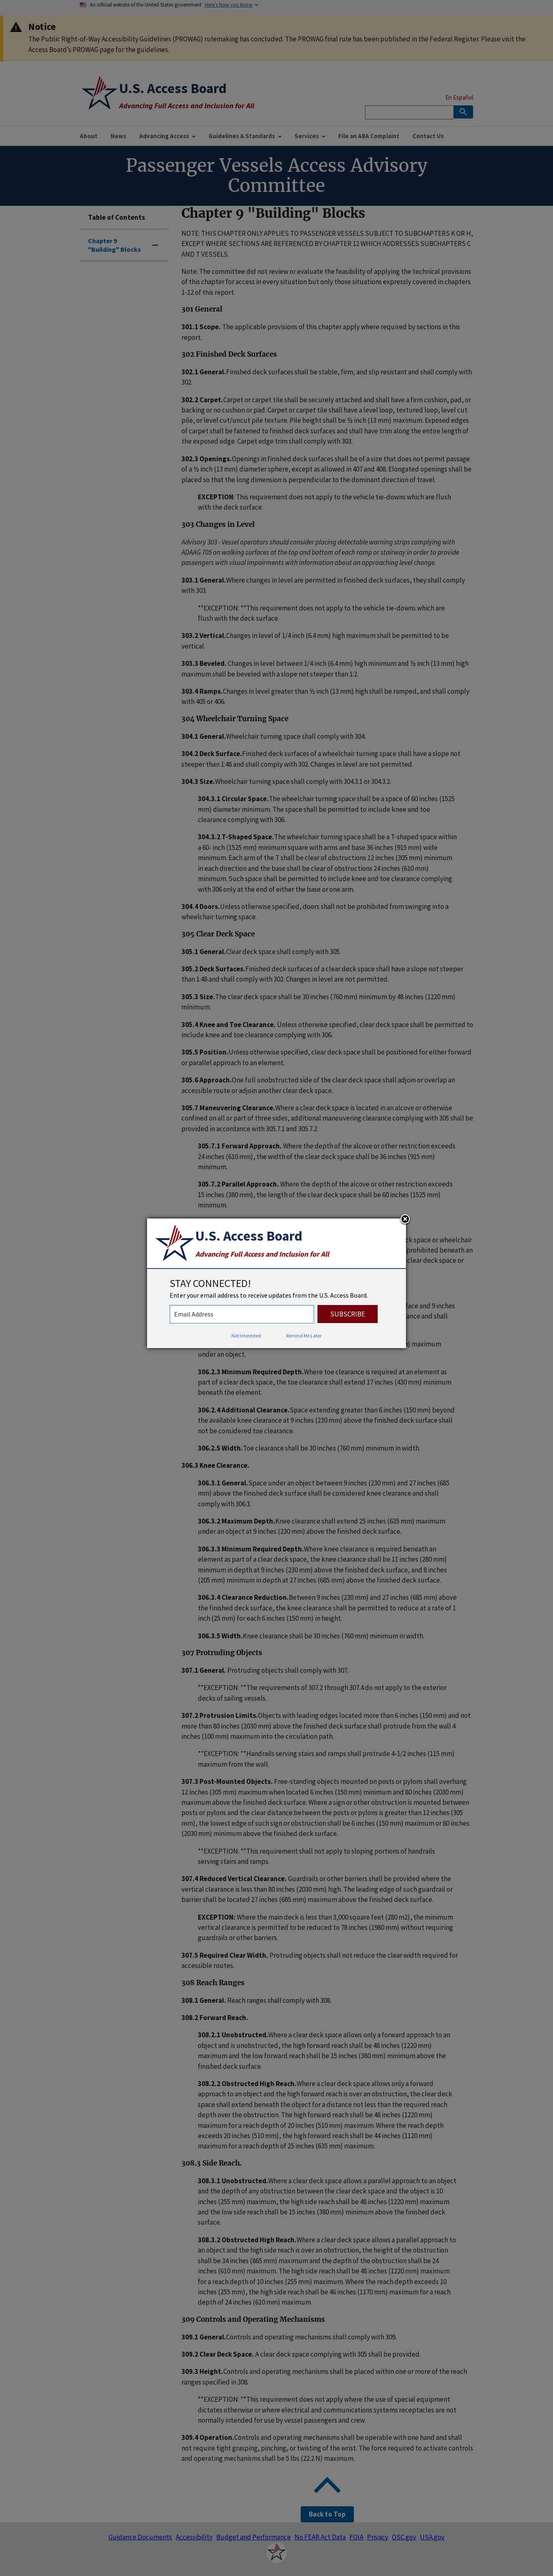 An official website of the United States government Here's how you know
Notice
The Public Right-of-Way Accessibility Guidelines (PROWAG) rulemaking has concluded. The PROWAG final rule has been published in the Federal Register. Please visit the
Access Board's PROWAG page for the guidelines.
U.S. Access Board
Advancing Full Access and Inclusion for All
En Español
About News Advancing Access Guidelines & Standards Services File an ABA Complaint Contact Us
Passenger Vessels Access Advisory
Committee
Table of Contents
Chapter 9
"Building" Blocks
Chapter 9 "Building" Blocks
NOTE: THIS CHAPTER ONLY APPLIES TO PASSENGER VESSELS SUBJECT TO SUBCHAPTERS K OR H,
EXCEPT WHERE SECTIONS ARE REFERENCED BY CHAPTER 12 WHICH ADDRESSES SUBCHAPTERS C
AND T VESSELS.
Note: The committee did not review or evaluate the feasibility of applying the technical provisions
of this chapter for access in every situation but only those situations expressly covered in chapters
1-12 of this report.
301 General
301.1 Scope. The applicable provisions of this chapter apply where required by sections in this
report.
302 Finished Deck Surfaces
302.1 General.Finished deck surfaces shall be stable, firm, and slip resistant and shall comply with
302.
302.2 Carpet.Carpet or carpet tile shall be securely attached and shall have a firm cushion, pad, or
backing or no cushion or pad. Carpet or carpet tile shall have a level loop, textured loop, level cut
pile, or level cut/uncut pile texture. Pile height shall be ½ inch (13 mm) maximum. Exposed edges
of carpet shall be fastened to finished deck surfaces and shall have trim along the entire length of
the exposed edge. Carpet edge trim shall comply with 303.
302.3 Openings.Openings in finished deck surfaces shall be of a size that does not permit passage
of a ½ inch (13 mm) diameter sphere, except as allowed in 407 and 408. Elongated openings shall be
placed so that the long dimension is perpendicular to the dominant direction of travel.
EXCEPTION: This requirement does not apply to the vehicle tie-downs which are flush
with the deck surface.
303 Changes in Level
Advisory 303 - Vessel operators should consider placing detectable warning strips complying with
ADAAG 705 on walking surfaces at the top and bottom of each ramp or stairway in order to provide
passengers with visual impairments with information about an approaching level change.
303.1 General.Where changes in level are permitted in finished deck surfaces, they shall comply
with 303.
**EXCEPTION: **This requirement does not apply to the vehicle tie-downs which are
flush with the deck surface.
303.2 Vertical.Changes in level of 1/4 inch (6.4 mm) high maximum shall be permitted to be
vertical.
303.3 Beveled. Changes in level between 1/4 inch (6.4 mm) high minimum and ½ inch (13 mm) high
maximum shall be beveled with a slope not steeper than 1:2.
303.4 Ramps.Changes in level greater than ½ inch (13 mm) high shall be ramped, and shall comply
with 405 or 406.
304 Wheelchair Turning Space
304.1 General.Wheelchair turning space shall comply with 304.
304.2 Deck Surface.Finished deck surfaces of a wheelchair turning space shall have a slope not
steeper than 1:48 and shall comply with 302. Changes in level are not permitted.
304.3 Size.Wheelchair turning space shall comply with 304.3.1 or 304.3.2.
304.3.1 Circular Space.The wheelchair turning space shall be a space of 60 inches (1525
mm) diameter minimum. The space shall be permitted to include knee and toe
clearance complying with 306.
304.3.2 T-Shaped Space.The wheelchair turning space shall be a T-shaped space within
a 60- inch (1525 mm) minimum square with arms and base 36 inches (915 mm) wide
minimum. Each arm of the T shall be clear of obstructions 12 inches (305 mm) minimum
in each direction and the base shall be clear of obstructions 24 inches (610 mm)
minimum. Such space shall be permitted to include knee and toe clearance complying
with 306 only at the end of either the base or one arm.
304.4 Doors.Unless otherwise specified, doors shall not be prohibited from swinging into a
wheelchair turning space.
305 Clear Deck Space
305.1 General.Clear deck space shall comply with 305.
305.2 Deck Surfaces.Finished deck surfaces of a clear deck space shall have a slope not steeper
than 1:48 and shall comply with 302. Changes in level are not permitted.
305.3 Size.The clear deck space shall be 30 inches (760 mm) minimum by 48 inches (1220 mm)
minimum.
305.4 Knee and Toe Clearance. Unless otherwise specified, clear deck space shall be permitted to
include knee and toe clearance complying with 306.
305.5 Position.Unless otherwise specified, clear deck space shall be positioned for either forward
or parallel approach to an element.
305.6 Approach.One full unobstructed side of the clear deck space shall adjoin or overlap an
accessible route or adjoin another clear deck space.
305.7 Maneuvering Clearance.Where a clear deck space is located in an alcove or otherwise
confined on all or part of three sides, additional maneuvering clearance complying with 305 shall be
provided in accordance with 305.7.1 and 305.7.2.
305.7.1 Forward Approach. Where the depth of the alcove or other restriction exceeds
24 inches (610 mm), the width of the clear deck space shall be 36 inches (915 mm)
minimum.
305.7.2 Parallel Approach. Where the depth of the alcove or other restriction exceeds
15 inches (380 mm), the length of the clear deck space shall be 60 inches (1525 mm)
minimum.
U.S. Access Board
Advancing Full Access and Inclusion for All
STAY CONNECTED!
Enter your email address to receive updates from the U.S. Access Board.
Email Address
SUBSCRIBE
Not Interested Remind Me Later
under an object.
306.2.3 Minimum Required Depth.Where toe clearance is required at an element as
part of a clear deck space, the toe clearance shall extend 17 inches (430 mm) minimum
beneath the element.
306.2.4 Additional Clearance.Space extending greater than 6 inches (150 mm) beyond
the available knee clearance at 9 inches (230 mm) above the finished deck surface shall
not be considered toe clearance.
306.2.5 Width.Toe clearance shall be 30 inches (760 mm) minimum in width.
306.3 Knee Clearance.
306.3.1 General.Space under an object between 9 inches (230 mm) and 27 inches (685
mm) above the finished deck surface shall be considered knee clearance and shall
comply with 306.3.
306.3.2 Maximum Depth.Knee clearance shall extend 25 inches (635 mm) maximum
under an object at 9 inches (230 mm) above the finished deck surface.
306.3.3 Minimum Required Depth.Where knee clearance is required beneath an
element as part of a clear deck space, the knee clearance shall be 11 inches (280 mm)
minimum in depth at 9 inches (230 mm) above the finished deck surface, and 8 inches
(205 mm) minimum in depth at 27 inches (685 mm) above the finished deck surface.
306.3.4 Clearance Reduction.Between 9 inches (230 mm) and 27 inches (685 mm) above
the finished deck surface, the knee clearance shall be permitted to reduce at a rate of 1
inch (25 mm) for each 6 inches (150 mm) in height.
306.3.5 Width.Knee clearance shall be 30 inches (760 mm) minimum in width.
307 Protruding Objects
307.1 General. Protruding objects shall comply with 307.
**EXCEPTION: **The requirements of 307.2 through 307.4 do not apply to the exterior
decks of sailing vessels.
307.2 Protrusion Limits.Objects with leading edges located more than 6 inches (150 mm) and not
more than 80 inches (2030 mm) above the finished deck surface shall protrude from the wall 4
inches (100 mm) maximum into the circulation path.
**EXCEPTION: **Handrails serving stairs and ramps shall protrude 4-1/2 inches (115 mm)
maximum from the wall.
307.3 Post-Mounted Objects. Free-standing objects mounted on posts or pylons shall overhang
12 inches (305 mm) maximum when located 6 inches (150 mm) minimum and 80 inches (2030 mm)
maximum above the finished deck surface. Where a sign or other obstruction is mounted between
posts or pylons and the clear distance between the posts or pylons is greater than 12 inches (305
mm), the lowest edge of such sign or obstruction shall be 6 inches (150 mm) maximum or 80 inches
(2030 mm) minimum above the finished deck surface.
**EXCEPTION: **This requirement shall not apply to sloping portions of handrails
serving stairs and ramps.
307.4 Reduced Vertical Clearance. Guardrails or other barriers shall be provided where the
vertical clearance is less than 80 inches (2030 mm) high. The leading edge of such guardrail or
barrier shall be located 27 inches (685 mm) maximum above the finished deck surface.
EXCEPTION: Where the main deck is less than 3,000 square feet (280 m2), the minimum
vertical clearance is permitted to be reduced to 78 inches (1980 mm) without requiring
guardrails or other barriers.
307.5 Required Clear Width. Protruding objects shall not reduce the clear width required for
accessible routes.
308 Reach Ranges
308.1 General. Reach ranges shall comply with 308.
308.2 Forward Reach.
308.2.1 Unobstructed.Where a clear deck space allows only a forward approach to an
object and is unobstructed, the high forward reach shall be 48 inches (1220 mm)
maximum and the low forward reach shall be 15 inches (380 mm) minimum above the
finished deck surface.
308.2.2 Obstructed High Reach.Where a clear deck space allows only a forward
approach to an object and the high forward reach is over an obstruction, the clear deck
space shall extend beneath the object for a distance not less than the required reach
depth over the obstruction. The high forward reach shall be 48 inches (1220 mm)
maximum for a reach depth of 20 inches (510 mm) maximum. Where the reach depth
exceeds 20 inches (510 mm), the high forward reach shall be 44 inches (1120 mm)
maximum for a reach depth of 25 inches (635 mm) maximum.
308.3 Side Reach.
308.3.1 Unobstructed.Where a clear deck space allows a parallel approach to an object
and the depth of any obstruction between the clear deck space and the object is 10
inches (255 mm) maximum, the high side reach shall be 48 inches (1220 mm) maximum
and the low side reach shall be 15 inches (380 mm) minimum above the finished deck
surface.
308.3.2 Obstructed High Reach.Where a clear deck space allows a parallel approach to
an object and the high side reach is over an obstruction, the height of the obstruction
shall be 34 inches (865 mm) maximum and the depth of the obstruction shall be 24
inches (610 mm) maximum. The high side reach shall be 48 inches (1220 mm) maximum
for a reach depth of 10 inches (255 mm) maximum. Where the reach depth exceeds 10
inches (255 mm), the high side reach shall be 46 inches (1170 mm) maximum for a reach
depth of 24 inches (610 mm) maximum.
309 Controls and Operating Mechanisms
309.1 General.Controls and operating mechanisms shall comply with 309.
309.2 Clear Deck Space. A clear deck space complying with 305 shall be provided.
309.3 Height.Controls and operating mechanisms shall be placed within one or more of the reach
ranges specified in 308.
**EXCEPTION: **This requirement does not apply where the use of special equipment
dictates otherwise or where electrical and communications systems receptacles are not
normally intended for use by vessel passengers and crew.
309.4 Operation.Controls and operating mechanisms shall be operable with one hand and shall
not require tight grasping, pinching, or twisting of the wrist. The force required to activate controls
and operating mechanisms shall be 5 lbs (22.2 N) maximum.
Back to Top
Guidance Documents Accessibility Budget and Performance No FEAR Act Data FOIA Privacy OSC.gov USA.gov